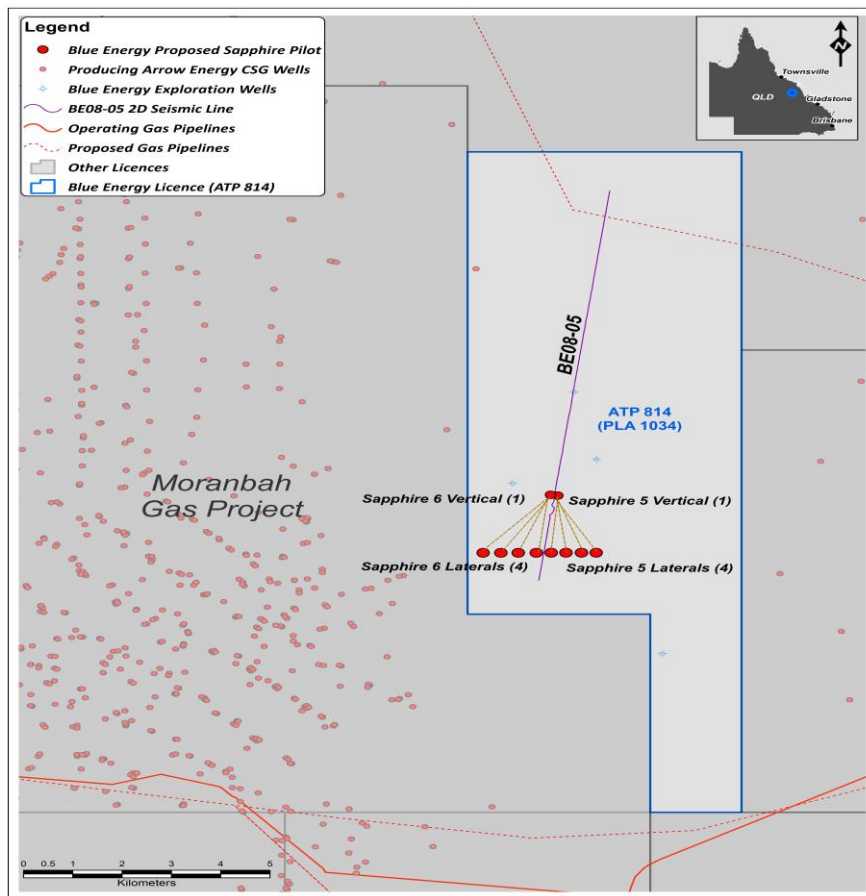 Legend
Blue Energy Proposed Sapphire Pilot
Producing Arrow Energy CSG Wells
Blue Energy Exploration Wells
BE08-05 2D Seismic Line
Operating Gas Pipelines
Proposed Gas Pipelines
Other Licences
Blue Energy Licence (ATP 814)
N
Townsville
QLD
Gladstone
Brisbane
BE08-05
ATP 814
(PLA 1034)
Moranbah
Gas Project
Sapphire 6 Vertical (1)
Sapphire 5 Vertical (1)
Sapphire 6 Laterals (4)
Sapphire 5 Laterals (4)
0 0.5 1 2 3 4 5
Kilometers